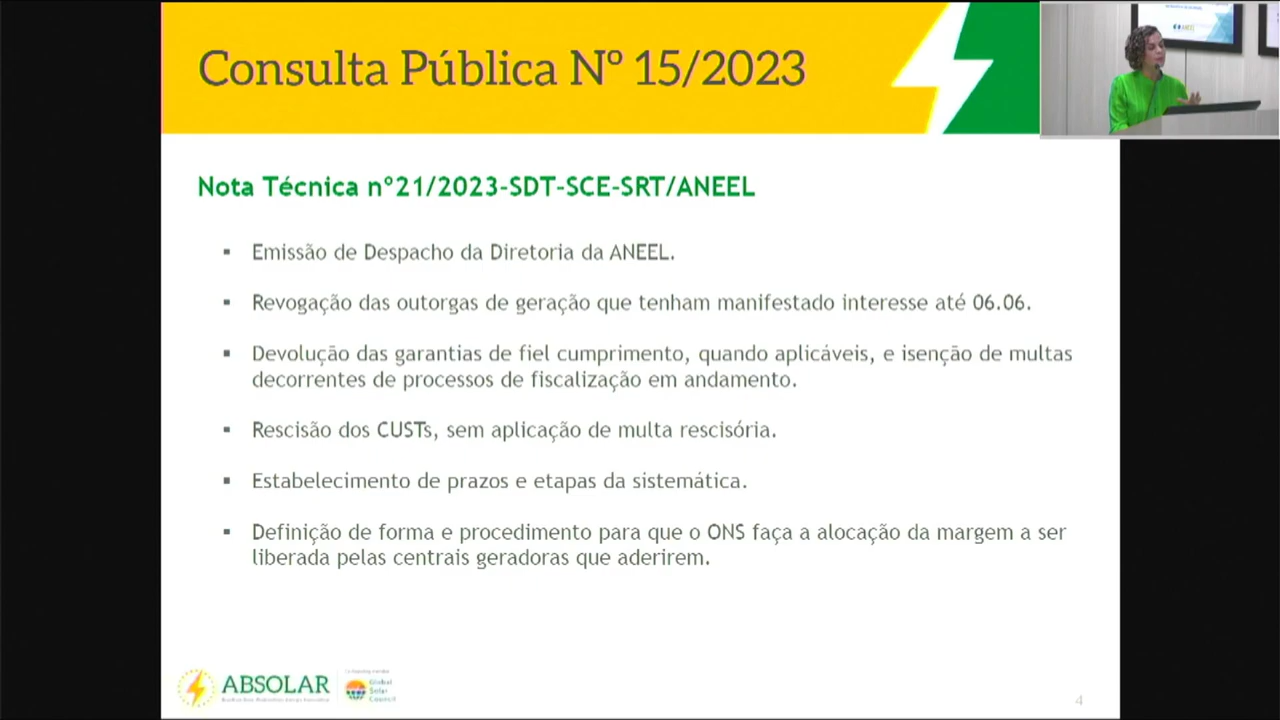 Consulta Pública Nº 15/2023
ANEEL
Nota Técnica nº21/2023-SDT-SCE-SRT/ANEEL
▪ Emissão de Despacho da Diretoria da ANEEL.
▪ Revogação das outorgas de geração que tenham manifestado interesse até 06.06.
▪ Devolução das garantias de fiel cumprimento, quando aplicáveis, e isenção de multas
decorrentes de processos de fiscalização em andamento.
▪ Rescisão dos CUSTs, sem aplicação de multa rescisória.
▪ Estabelecimento de prazos e etapas da sistemática.
▪ Definição de forma e procedimento para que o ONS faça a alocação da margem a ser
liberada pelas centrais geradoras que aderirem.
ABSOLAR
Global
Solar
Council
4